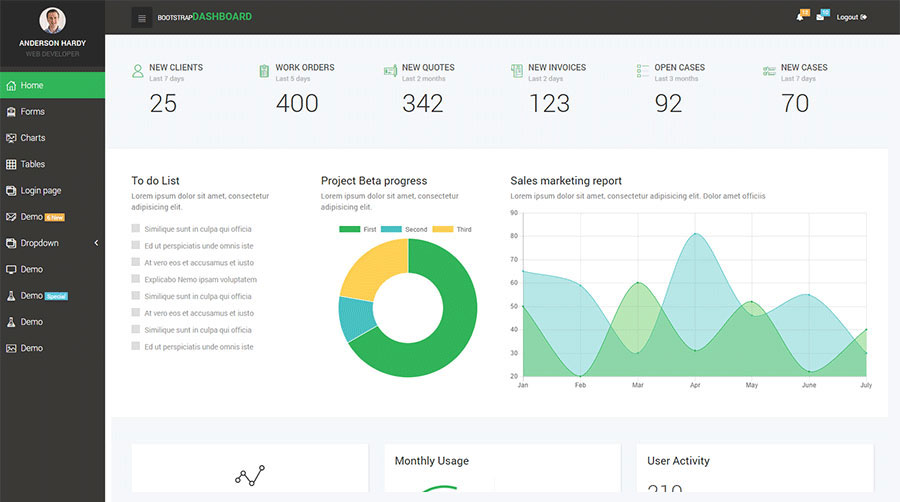 ANDERSON HARDY
WEB DEVELOPER
Home
Forms
Charts
Tables
Login page
Demo 5 New
Dropdown
Demo
Demo Special
Demo
Demo
BOOTSTRAPDASHBOARD
Logout
NEW CLIENTS
Last 7 days
25
WORK ORDERS
Last 5 days
400
NEW QUOTES
Last 2 months
342
NEW INVOICES
Last 2 days
123
OPEN CASES
Last 3 months
92
NEW CASES
Last 7 days
70
To do List
Lorem ipsum dolor sit amet, consectetur
adipisicing elit.
Similique sunt in culpa qui officia
Ed ut perspiciatis unde omnis iste
At vero eos et accusamus et iusto
Explicabo Nemo ipsam voluptatem
Similique sunt in culpa qui officia
At vero eos et accusamus et iusto
Similique sunt in culpa qui officia
Ed ut perspiciatis unde omnis iste
Project Beta progress
Lorem ipsum dolor sit amet, consectetur
adipisicing elit.
First Second Third
Sales marketing report
Lorem ipsum dolor sit amet, consectetur adipisicing elit. Dolor amet officiis
90
80
70
60
50
40
30
20
Jan Feb Mar Apr May June July
Monthly Usage
User Activity